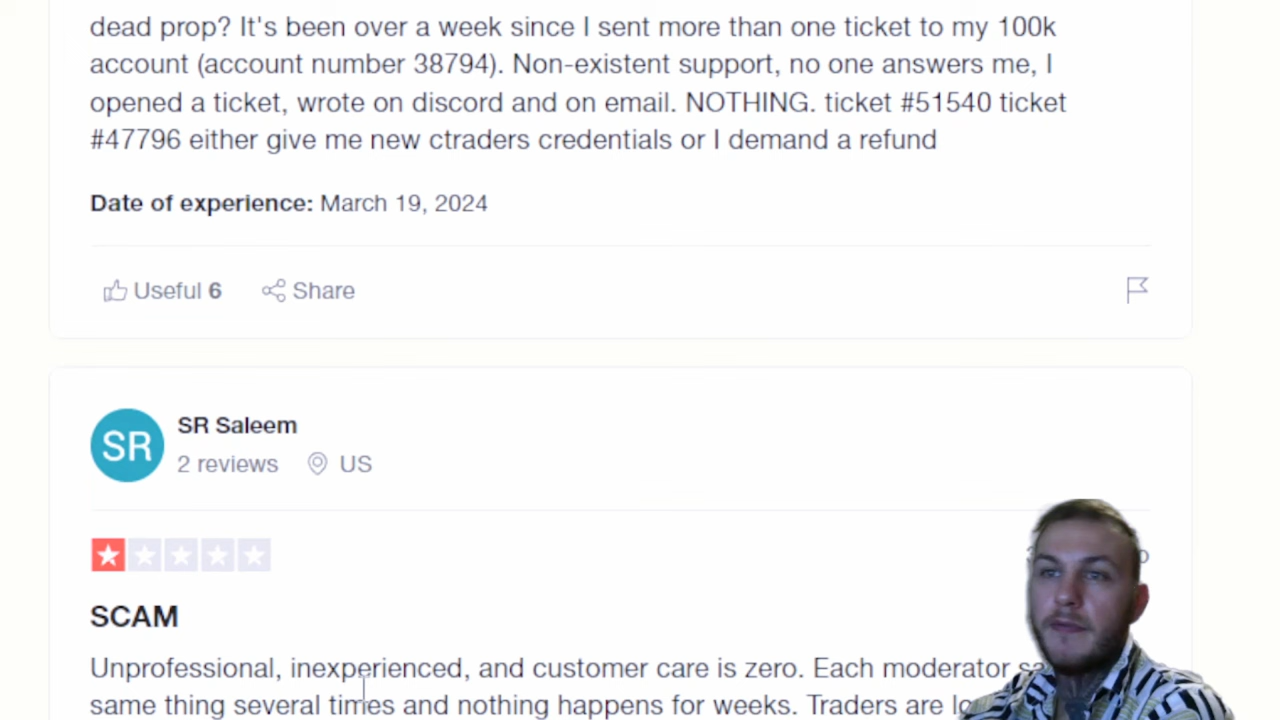 dead prop? It's been over a week since I sent more than one ticket to my 100k
account (account number 38794). Non-existent support, no one answers me, I
opened a ticket, wrote on discord and on email. NOTHING. ticket #51540 ticket
#47796 either give me new ctraders credentials or I demand a refund
Date of experience: March 19, 2024
Useful 6 Share
SR
SR Saleem
2 reviews US
SCAM
Unprofessional, inexperienced, and customer care is zero. Each moderator
same thing several times and nothing happens for weeks. Traders are